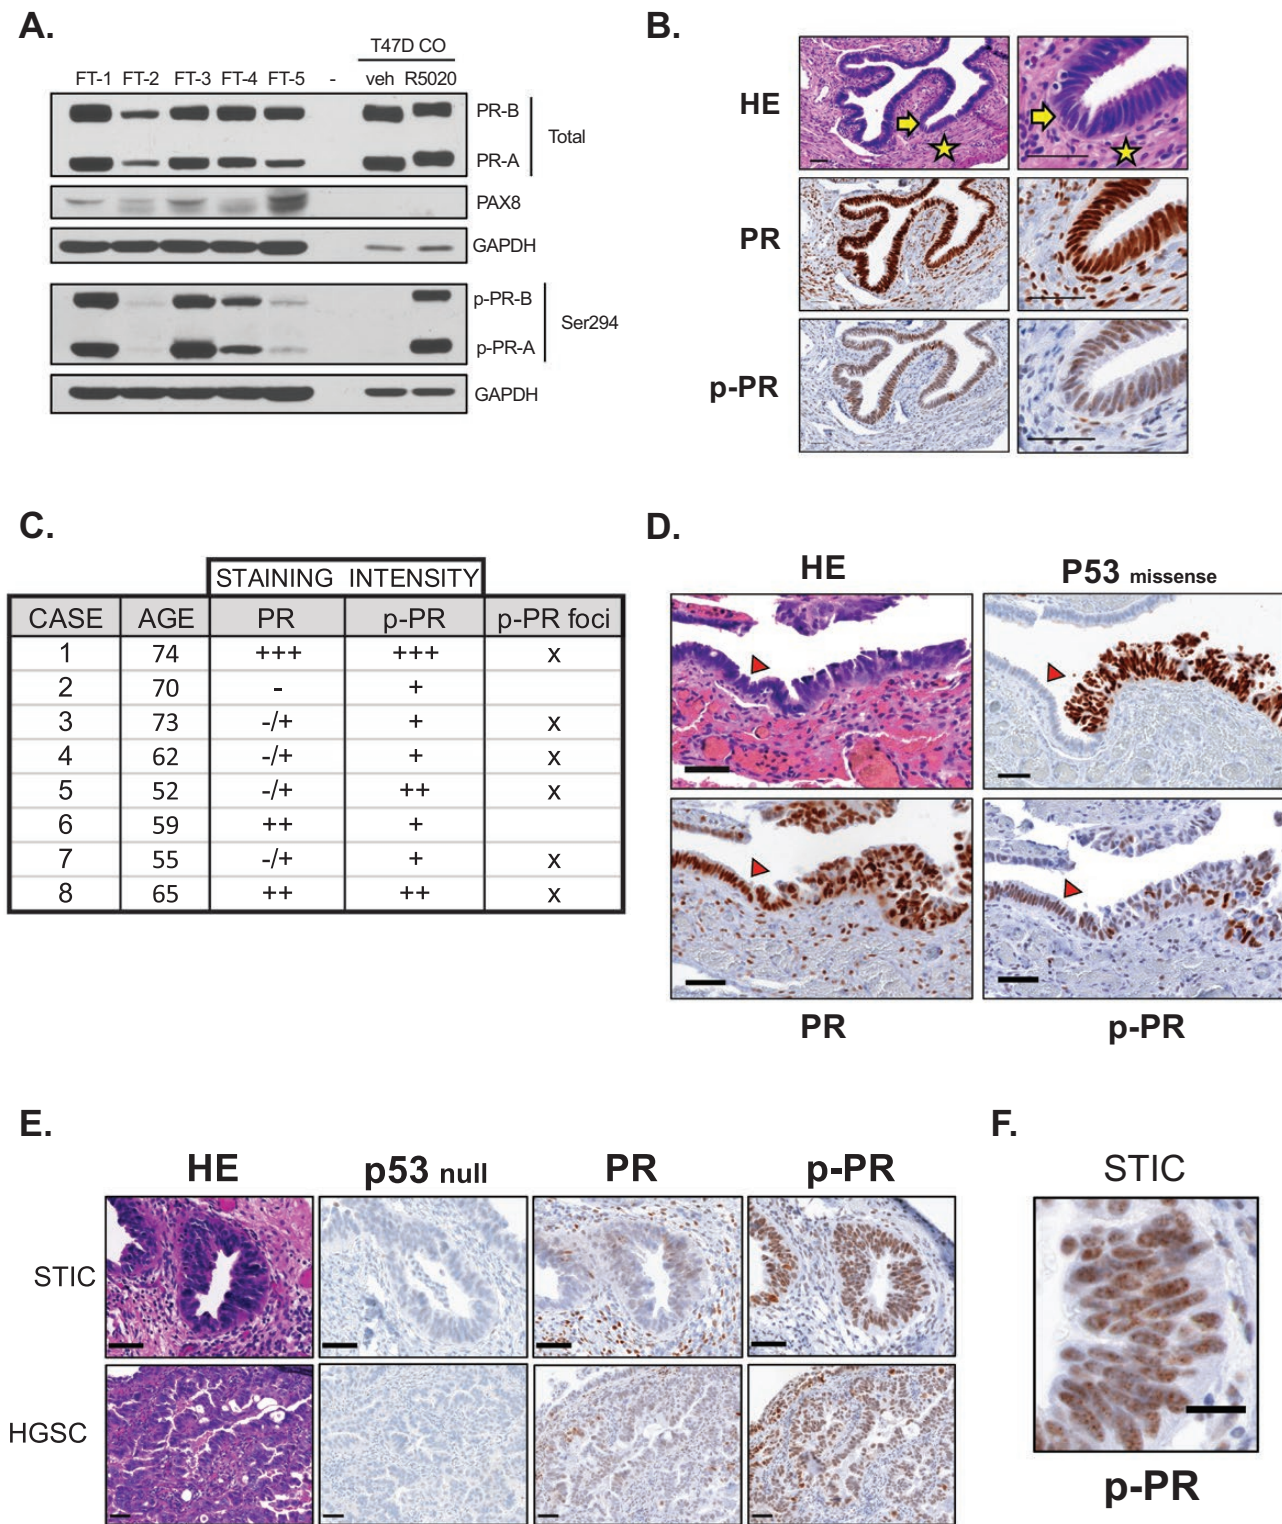 A.
T47D CO
FT-1 FT-2 FT-3 FT-4 FT-5 - veh R5020
PR-B
Total
PR-A
PAX8
GAPDH
p-PR-B
Ser294
p-PR-A
GAPDH
B.
HE
PR
p-PR
C.
STAINING INTENSITY
CASE AGE PR p-PR p-PR foci
1 74 +++ +++ x
2 70 - +
3 73 -/+ + x
4 62 -/+ + x
5 52 -/+ ++ x
6 59 ++ +
7 55 -/+ + x
8 65 ++ ++ x
D.
HE P53 missense
PR p-PR
E.
HE p53 null PR p-PR
STIC
HGSC
F.
STIC
p-PR